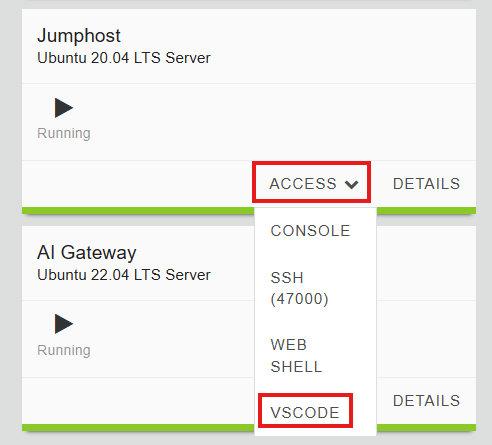 Jumphost
Ubuntu 20.04 LTS Server
Running
ACCESS DETAILS
CONSOLE
SSH
(47000)
WEB
SHELL
VSCODE
AI Gateway
Ubuntu 22.04 LTS Server
Running
DETAILS